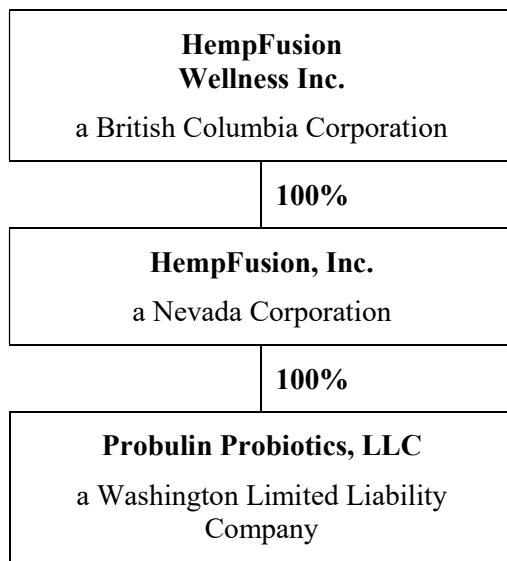 HempFusion
Wellness Inc.
a British Columbia Corporation
100%
HempFusion, Inc.
a Nevada Corporation
100%
Probulin Probiotics, LLC
a Washington Limited Liability
Company